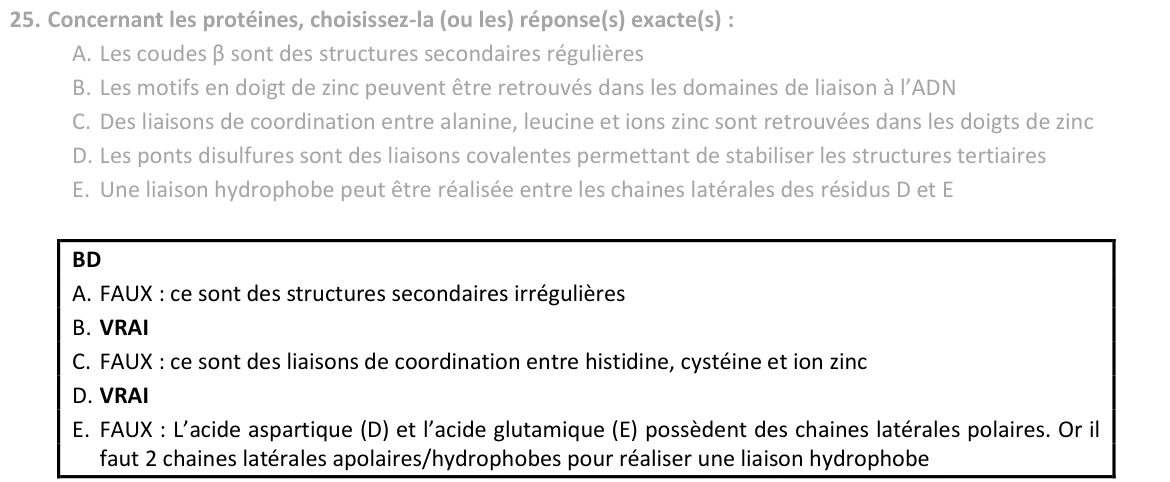 25. Concernant les protéines, choisissez-la (ou les) réponse(s) exacte(s) :
A. Les coudes β sont des structures secondaires régulières
B. Les motifs en doigt de zinc peuvent être retrouvés dans les domaines de liaison à l’ADN
C. Des liaisons de coordination entre alanine, leucine et ions zinc sont retrouvées dans les doigts de zinc
D. Les ponts disulfures sont des liaisons covalentes permettant de stabiliser les structures tertiaires
E. Une liaison hydrophobe peut être réalisée entre les chaines latérales des résidus D et E
BD
A. FAUX : ce sont des structures secondaires irrégulières
B. VRAI
C. FAUX : ce sont des liaisons de coordination entre histidine, cystéine et ion zinc
D. VRAI
E. FAUX : L’acide aspartique (D) et l’acide glutamique (E) possèdent des chaines latérales polaires. Or il
faut 2 chaines latérales apolaires/hydrophobes pour réaliser une liaison hydrophobe